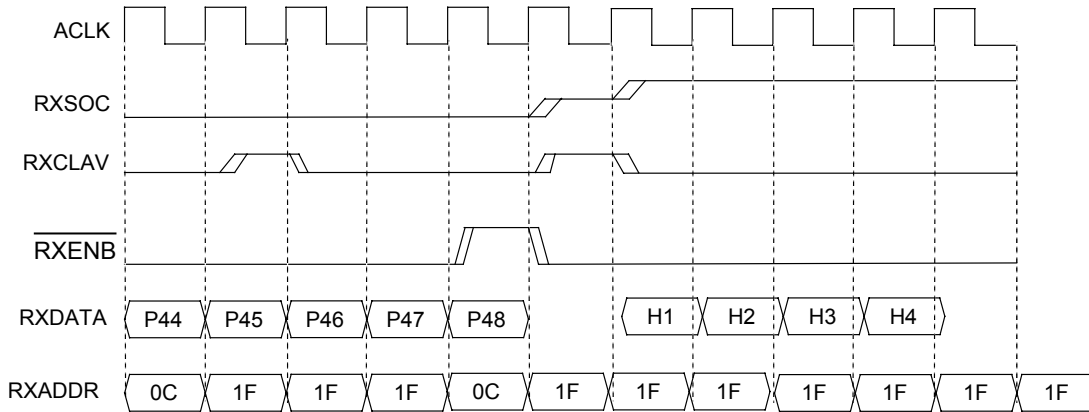 ACLK
RXSOC
RXCLAV
RXENB
RXDATA P44 P45 P46 P47 P48 H1 H2 H3 H4
RXADDR 0C 1F 1F 1F 0C 1F 1F 1F 1F 1F 1F 1F